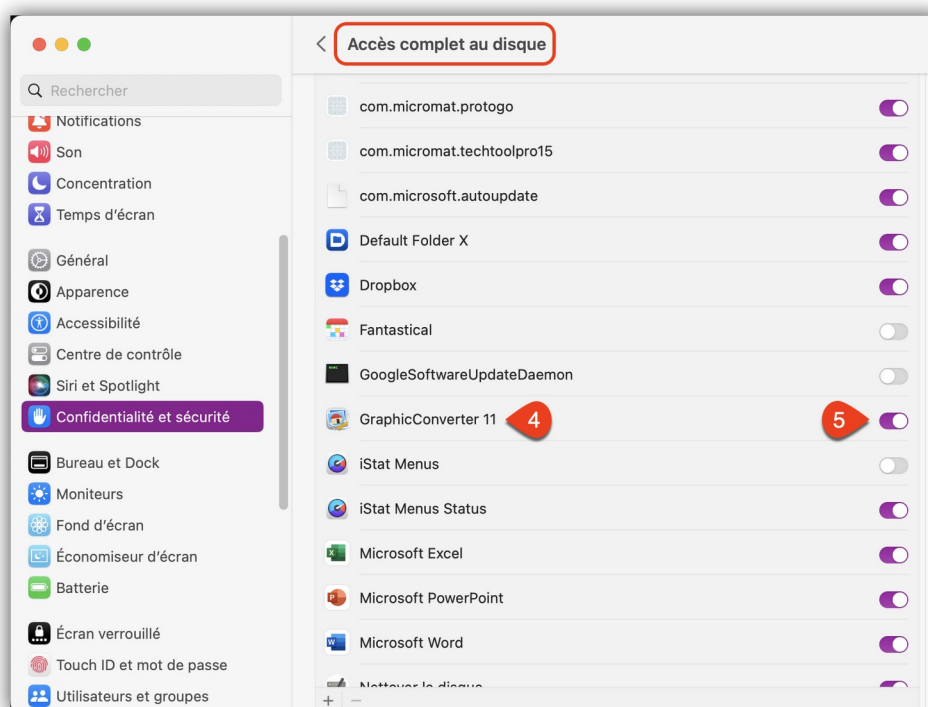 Accès complet au disque
Rechercher
Notifications
Son
Concentration
Temps d'écran
Général
Apparence
Accessibilité
Centre de contrôle
Siri et Spotlight
Confidentialité et sécurité
Bureau et Dock
Moniteurs
Fond d'écran
Économiseur d'écran
Batterie
Écran verrouillé
Touch ID et mot de passe
Utilisateurs et groupes
com.micromat.protogo
com.micromat.techtoolpro15
com.microsoft.autoupdate
Default Folder X
Dropbox
Fantastical
GoogleSoftwareUpdateDaemon
GraphicConverter 11 4 5
iStat Menus
iStat Menus Status
Microsoft Excel
Microsoft PowerPoint
Microsoft Word
Nettoyer le disque